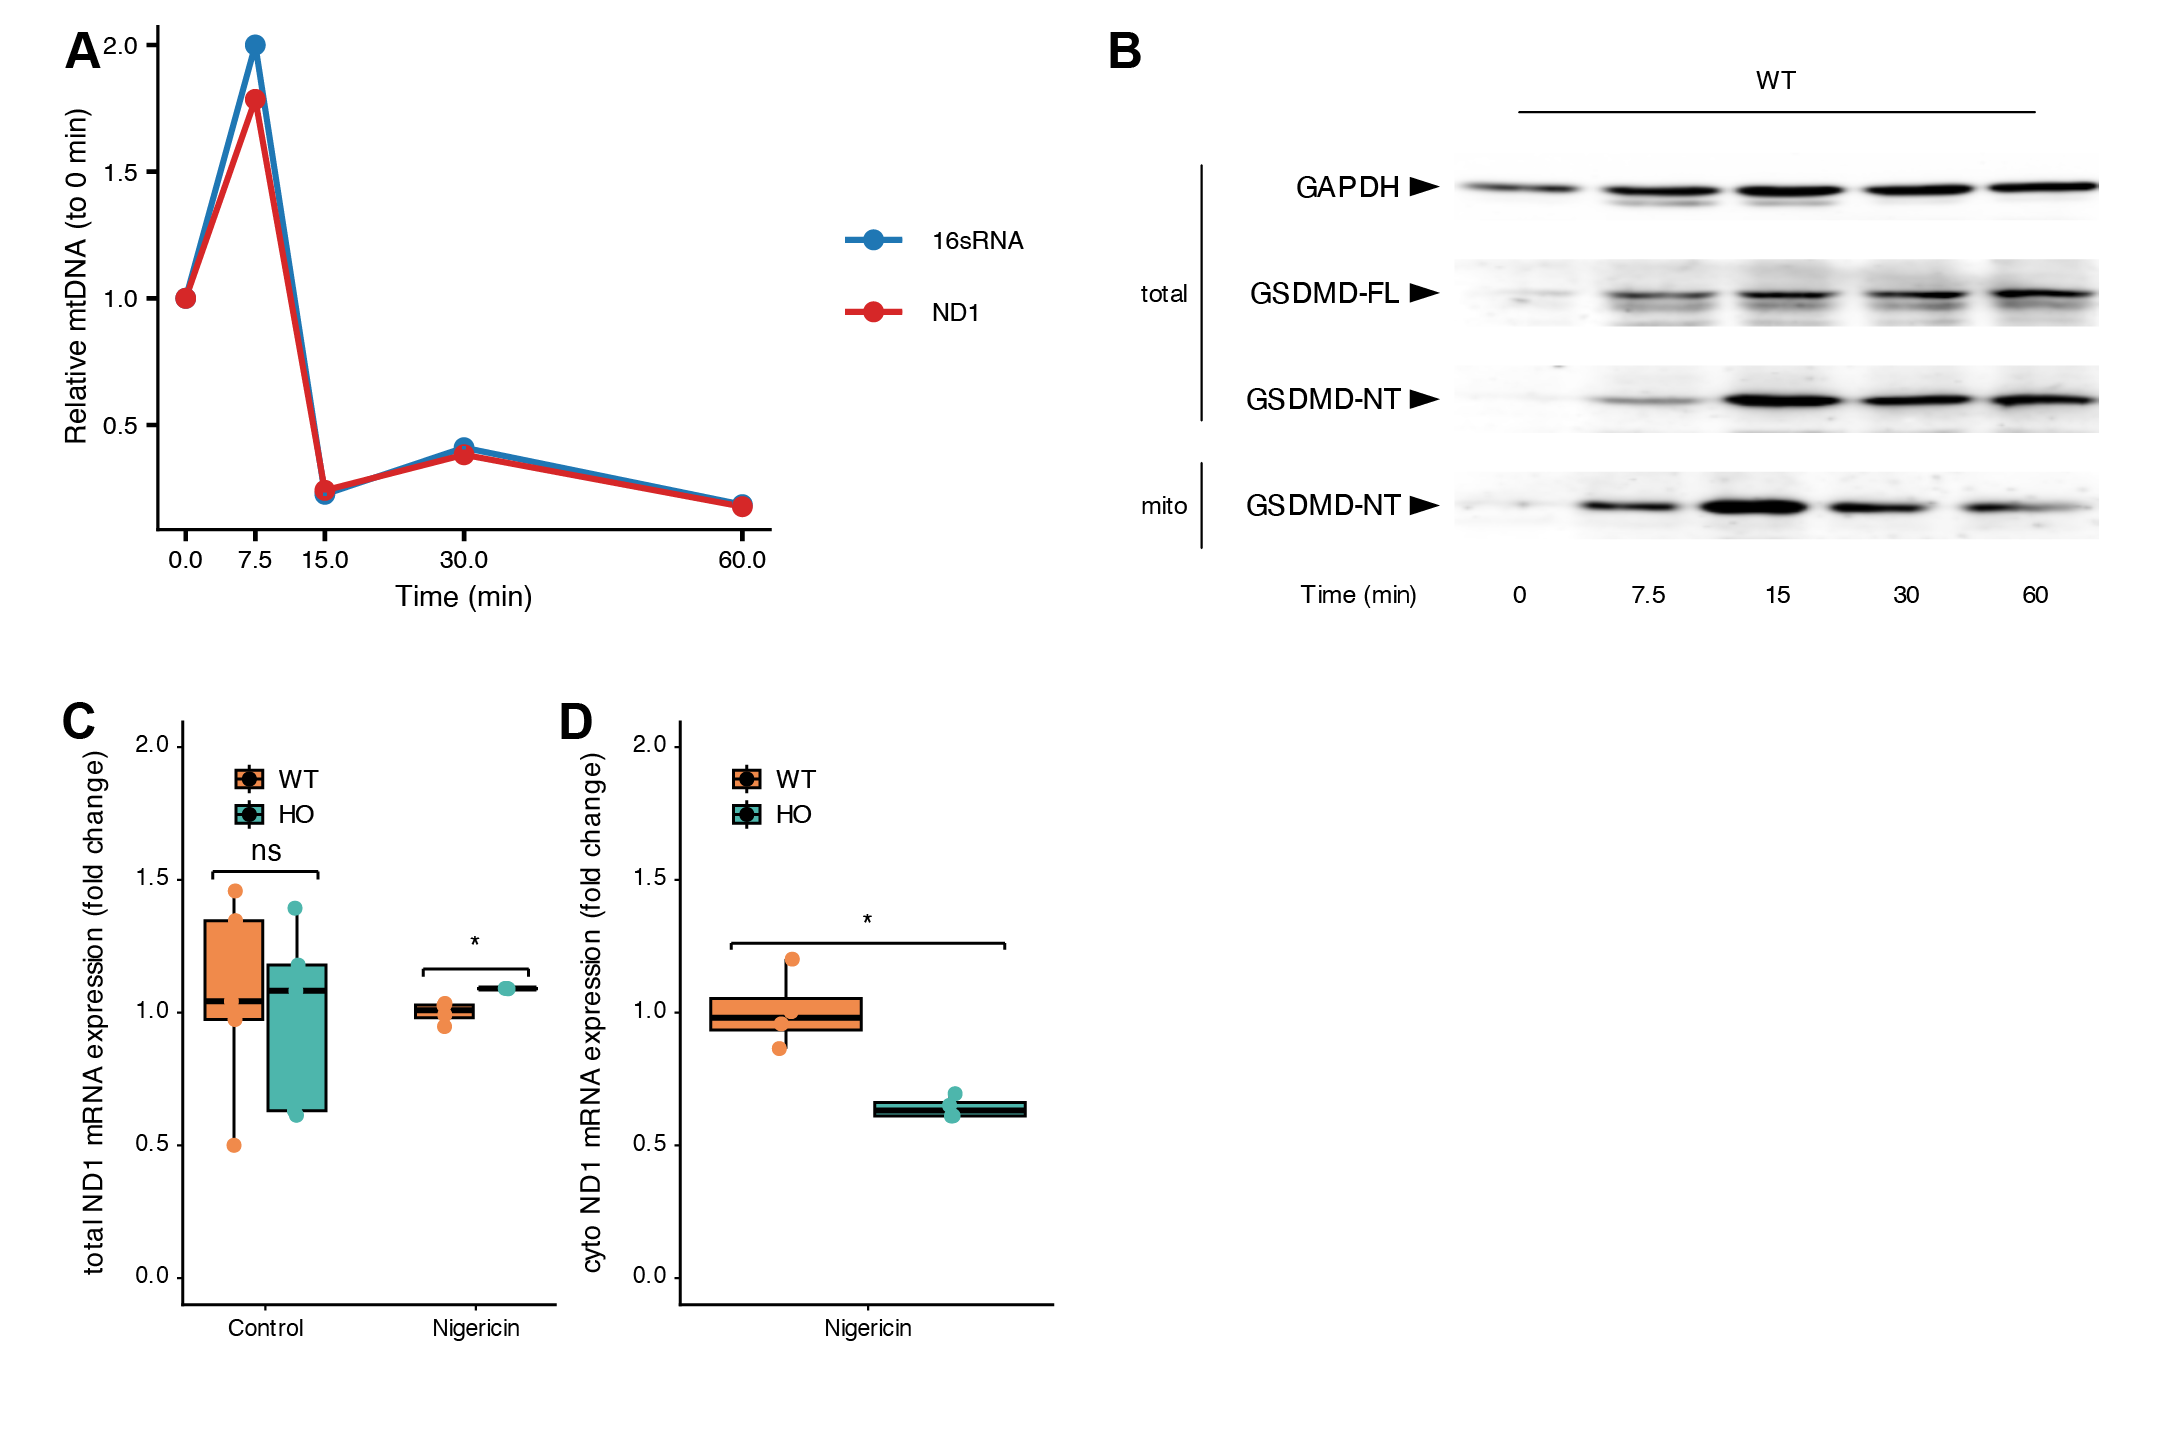 A
2.0
1.5
1.0
0.5
Relative mtDNA (to 0 min)
0.0 7.5 15.0 30.0 60.0
Time (min)
16sRNA
ND1
B
WT
GAPDH
total
GSDMD-FL
GSDMD-NT
mito
GSDMD-NT
Time (min) 0 7.5 15 30 60
C
2.0
1.5
1.0
0.5
0.0
total ND1 mRNA expression (fold change)
WT
HO
ns
*
Control Nigericin
D
2.0
1.5
1.0
0.5
0.0
cyto ND1 mRNA expression (fold change)
WT
HO
*
Nigericin